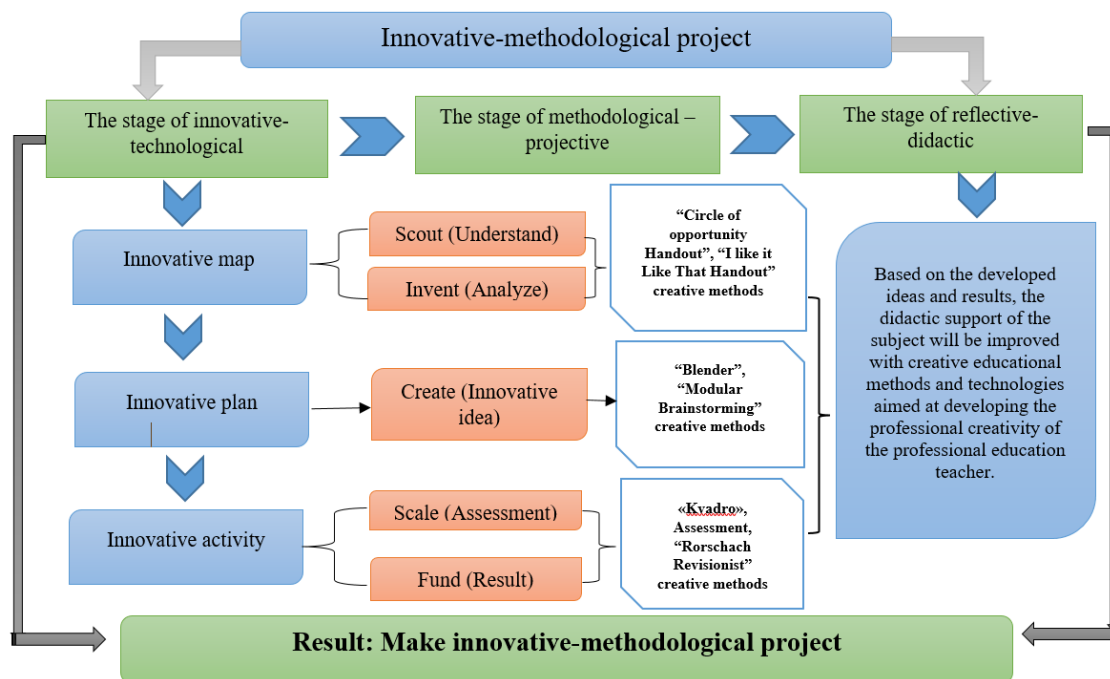 Innovative-methodological project
The stage of innovative-
technological
The stage of methodological –
projective
The stage of reflective-
didactic
Innovative map
Scout (Understand)
Invent (Analyze)
“Circle of
opportunity
Handout”, “I like it
Like That Handout”
creative methods
Innovative plan
Create (Innovative
idea)
“Blender”,
“Modular
Brainstorming”
creative methods
Innovative activity
Scale (Assessment)
Fund (Result)
«Kvadro»,
Assessment,
“Rorschach
Revisionist”
creative methods
Based on the developed
ideas and results, the
didactic support of the
subject will be improved
with creative educational
methods and technologies
aimed at developing the
professional creativity of
the professional education
teacher.
Result: Make innovative-methodological project